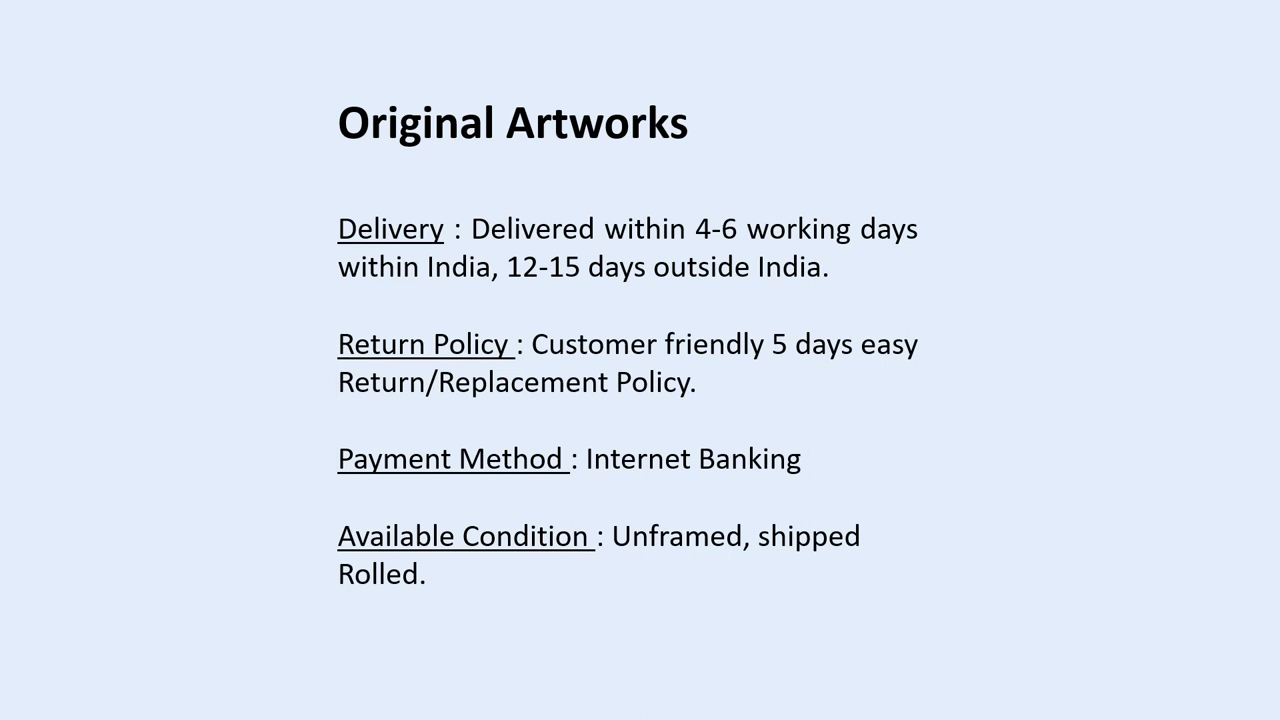 Original Artworks
Delivery : Delivered within 4-6 working days
within India, 12-15 days outside India.
Return Policy : Customer friendly 5 days easy
Return/Replacement Policy.
Payment Method : Internet Banking
Available Condition : Unframed, shipped
Rolled.